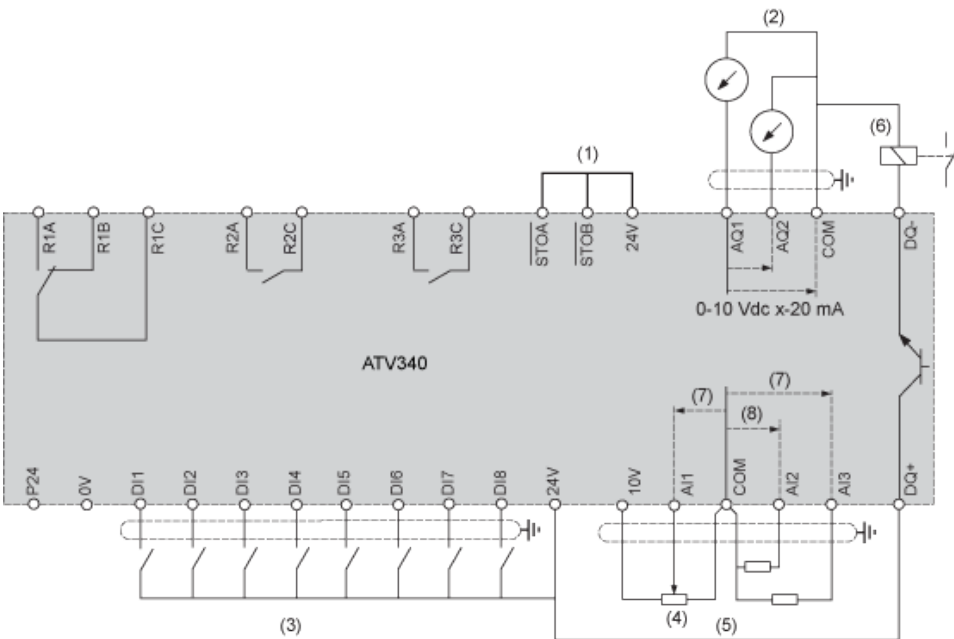 (2)
(6)
(1)
R1A R1B R1C R2A R2C R3A R3C STOA STOB 24V AQ1 AQ2 COM DQ-
0-10 Vdc x-20 mA
ATV340
(7)
(7)
(8)
P24 0V DI1 DI2 DI3 DI4 DI5 DI6 DI7 DI8 24V 10V AI1 COM AI2 AI3 DQ+
(4)
(3)
(5)